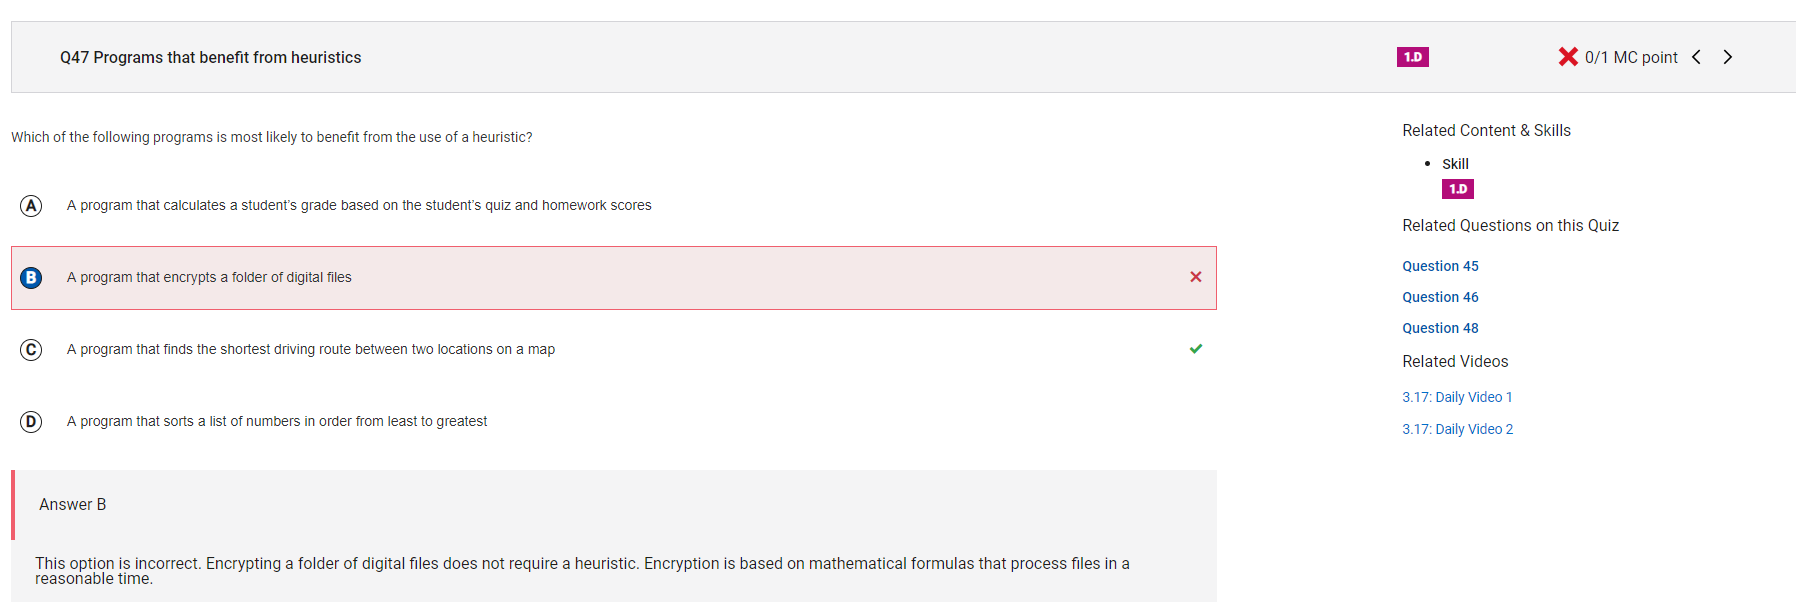 Q47 Programs that benefit from heuristics
1.D
0/1 MC point
Which of the following programs is most likely to benefit from the use of a heuristic?
A A program that calculates a student's grade based on the student's quiz and homework scores
B A program that encrypts a folder of digital files
C A program that finds the shortest driving route between two locations on a map
D A program that sorts a list of numbers in order from least to greatest
Answer B
This option is incorrect. Encrypting a folder of digital files does not require a heuristic. Encryption is based on mathematical formulas that process files in a
reasonable time.
Related Content & Skills
• Skill
1.D
Related Questions on this Quiz
Question 45
Question 46
Question 48
Related Videos
3.17: Daily Video 1
3.17: Daily Video 2